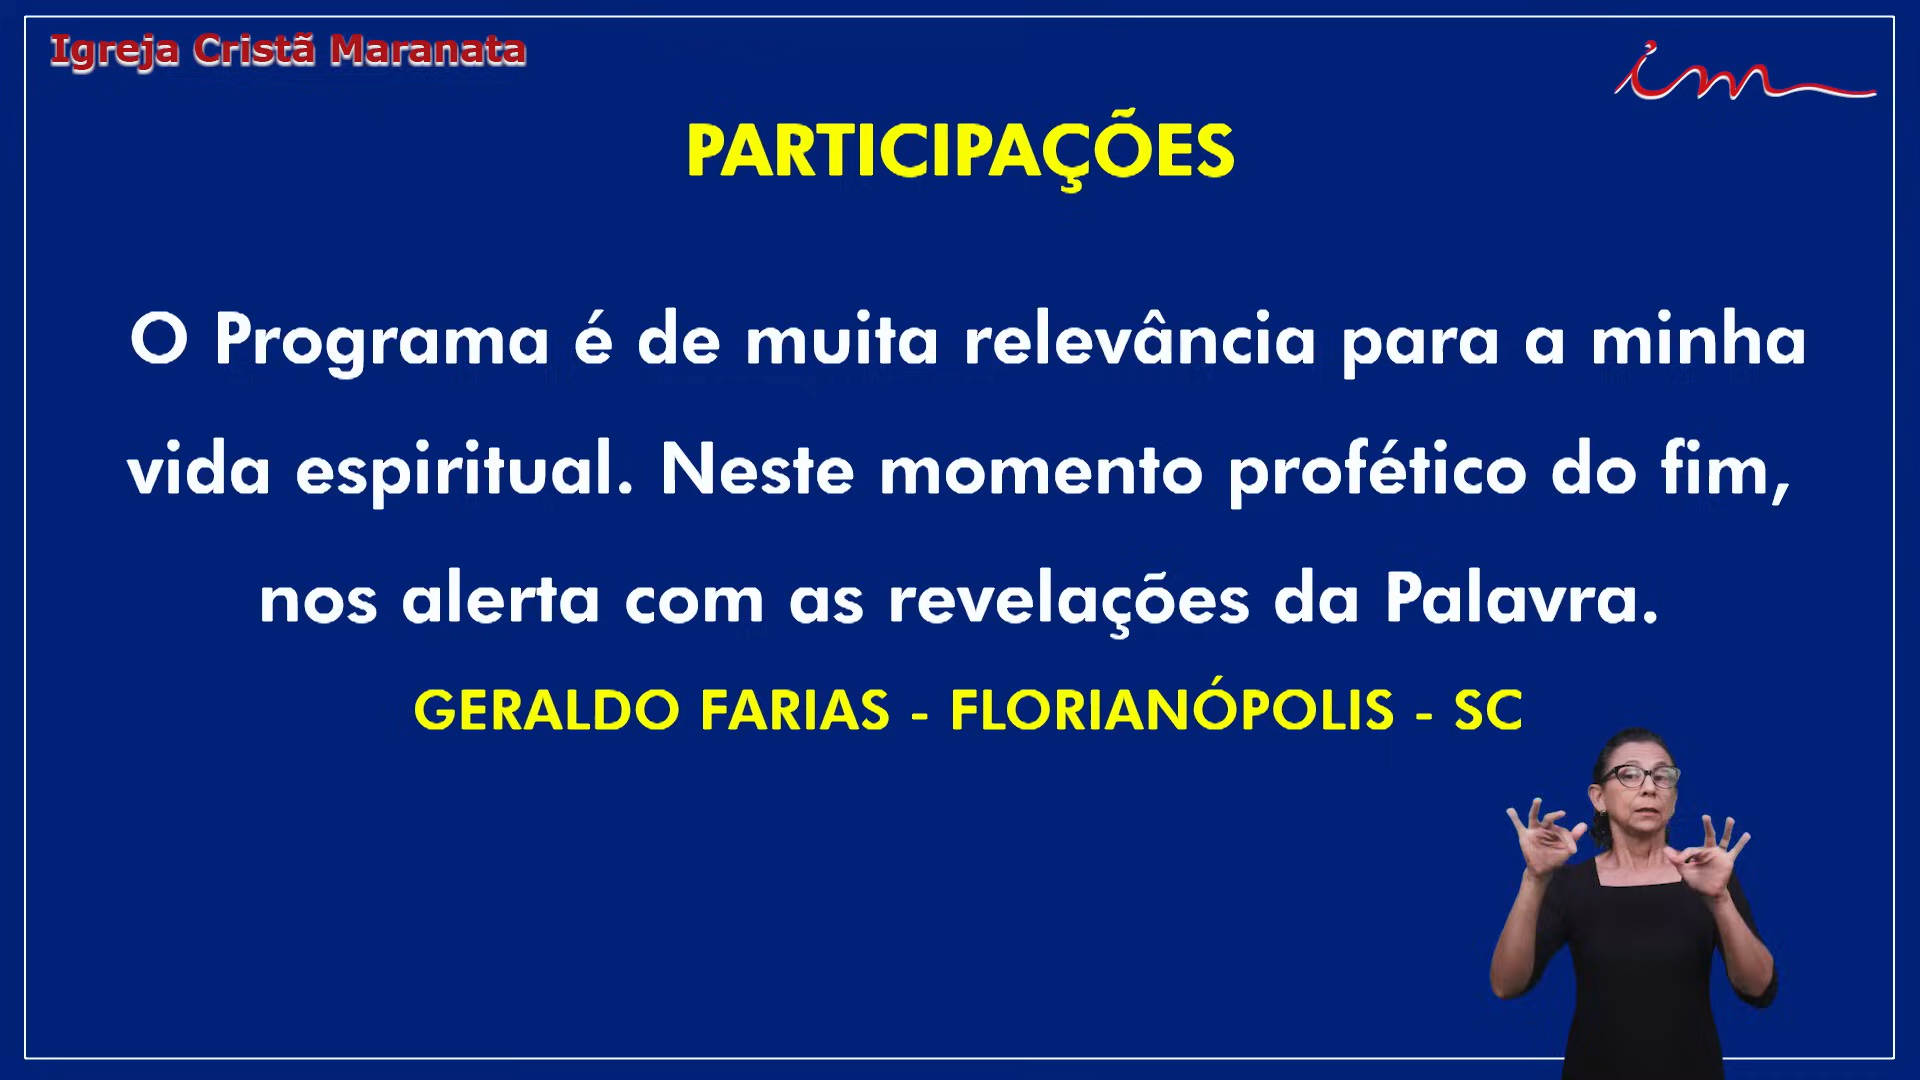 Igreja Cristã Maranata
im
PARTICIPAÇÕES
O Programa é de muita relevância para a minha
vida espiritual. Neste momento profético do fim,
nos alerta com as revelações da Palavra.
GERALDO FARIAS - FLORIANÓPOLIS - SC